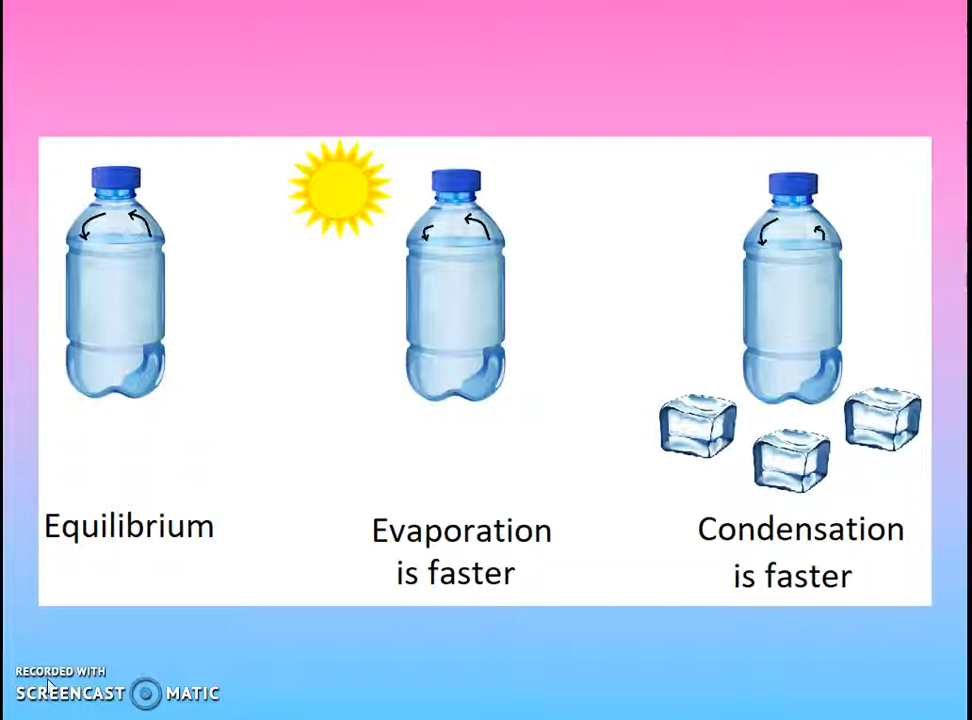 Equilibrium
Evaporation
is faster
Condensation
is faster
RECORDED WITH
SCREENCAST MATIC